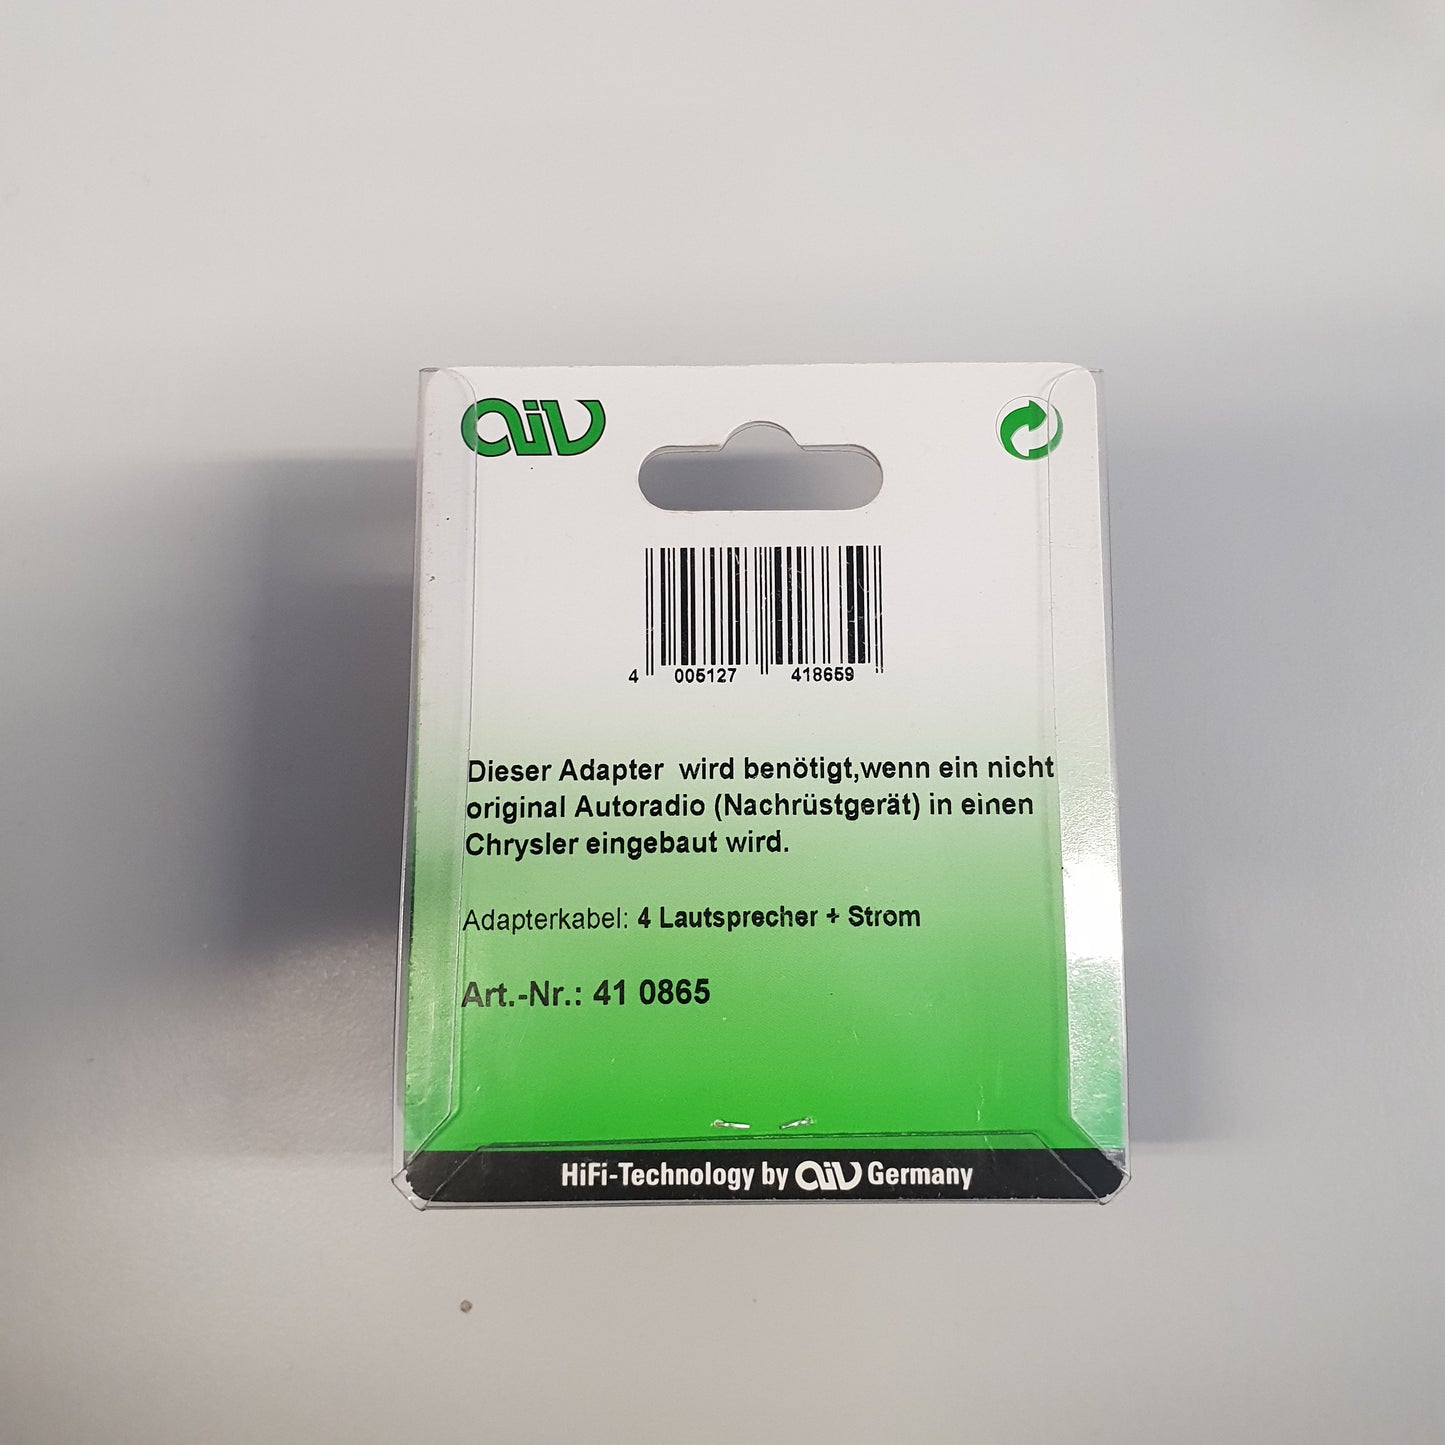 aiv
4 005127 418659
Dieser Adapter wird benötigt,wenn ein nicht
original Autoradio (Nachrüstgerät) in einen
Chrysler eingebaut wird.
Adapterkabel: 4 Lautsprecher + Strom
Art.-Nr.: 41 0865
HiFi-Technology by aiv Germany